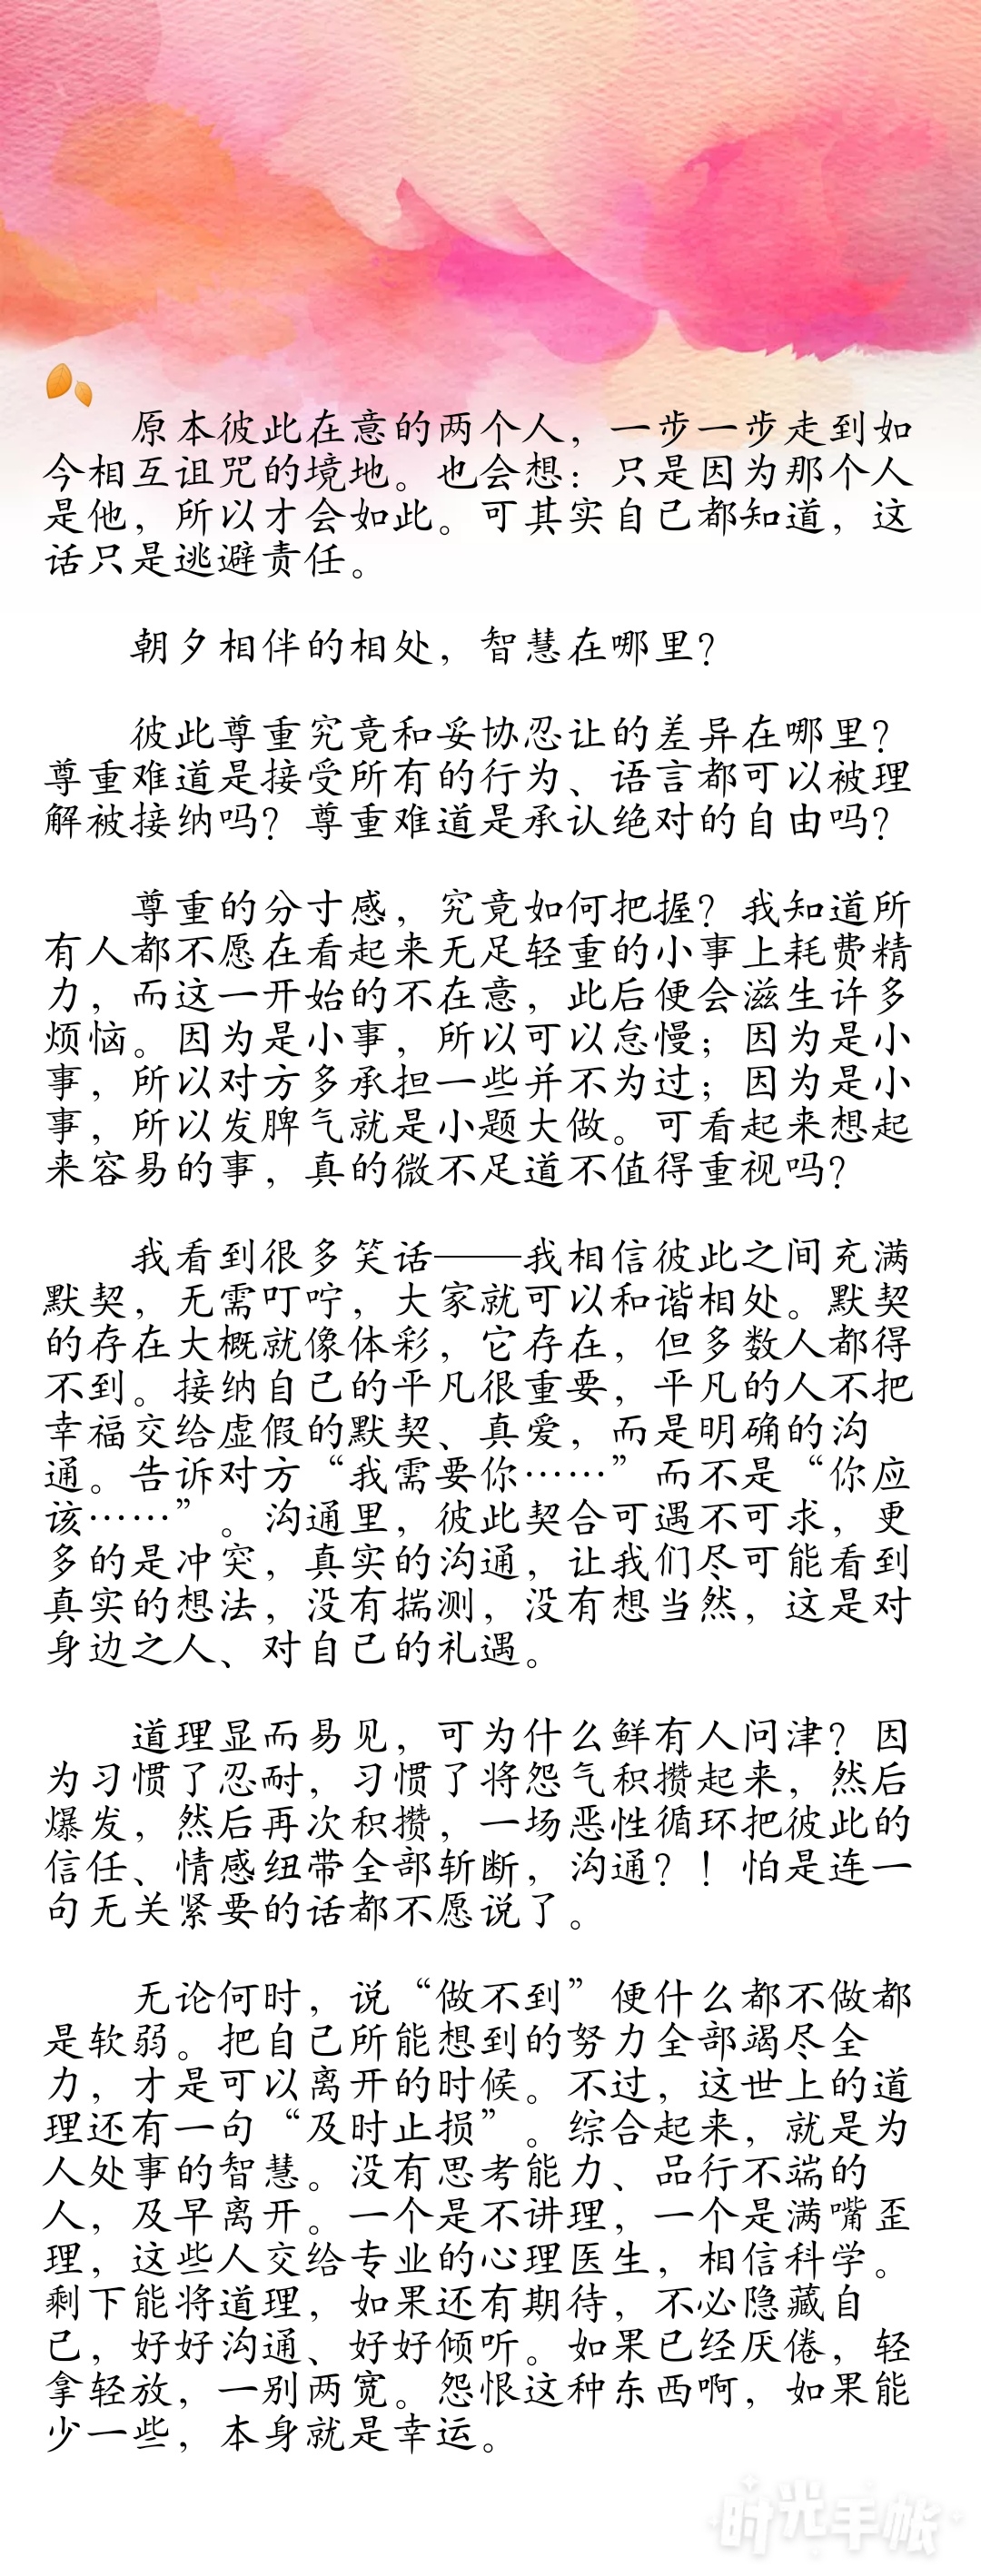 原本彼此在意的两个人，一步一步走到如
今相互诅咒的境地。也会想：只是因为那个人
是他，所以才会如此。可其实自己都知道，这
话只是逃避责任。
朝夕相伴的相处，智慧在哪里？
彼此尊重究竟和妥协忍让的差异在哪里？
尊重难道是接受所有的行为、语言都可以被理
解被接纳吗？尊重难道是承认绝对的自由吗？
尊重的分寸感，究竟如何把握？我知道所
有人都不愿在看起来无足轻重的小事上耗费精
力，而这一开始的不在意，此后便会滋生许多
烦恼。因为是小事，所以可以怠慢；因为是小
事，所以对方多承担一些并不为过；因为是小
事，所以发脾气就是小题大做。可看起来想起
来容易的事，真的微不足道不值得重视吗？
我看到很多笑话——我相信彼此之间充满
默契，无需叮咛，大家就可以和谐相处。默契
的存在大概就像体彩，它存在，但多数人都得
不到。接纳自己的平凡很重要，平凡的人不把
幸福交给虚假的默契、真爱，而是明确的沟
通。告诉对方“我需要你……”而不是“你应
该……”。沟通里，彼此契合可遇不可求，更
多的是冲突，真实的沟通，让我们尽可能看到
真实的想法，没有揣测，没有想当然，这是对
身边之人、对自己的礼遇。
道理显而易见，可为什么鲜有人问津？因
为习惯了忍耐，习惯了将怨气积攒起来，然后
爆发，然后再次积攒，一场恶性循环把彼此的
信任、情感纽带全部斩断，沟通？！怕是连一
句无关紧要的话都不愿说了。
无论何时，说“做不到”便什么都不做都
是软弱。把自己所能想到的努力全部竭尽全
力，才是可以离开的时候。不过，这世上的道
理还有一句“及时止损”。综合起来，就是为
人处事的智慧。没有思考能力、品行不端的
人，及早离开。一个是不讲理，一个是满嘴歪
理，这些人交给专业的心理医生，相信科学。
剩下能将道理，如果还有期待，不必隐藏自
己，好好沟通、好好倾听。如果已经厌倦，轻
拿轻放，一别两宽。怨恨这种东西啊，如果能
少一些，本身就是幸运。
时光手帐